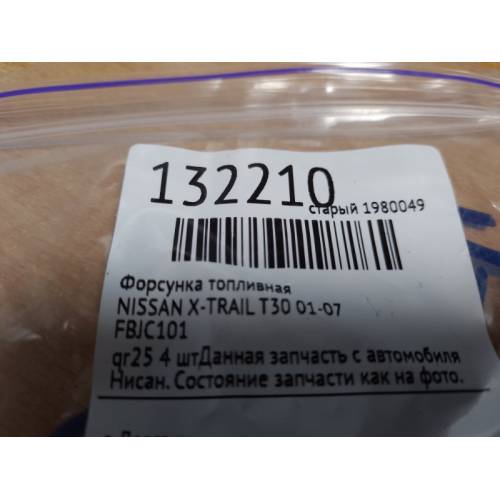 132210
старый 1980049
Форсунка топливная
NISSAN X-TRAIL T30 01-07
FBJC101
qr25 4 штДанная запчасть с автомобиля
Нисан. Состояние запчасти как на фото.